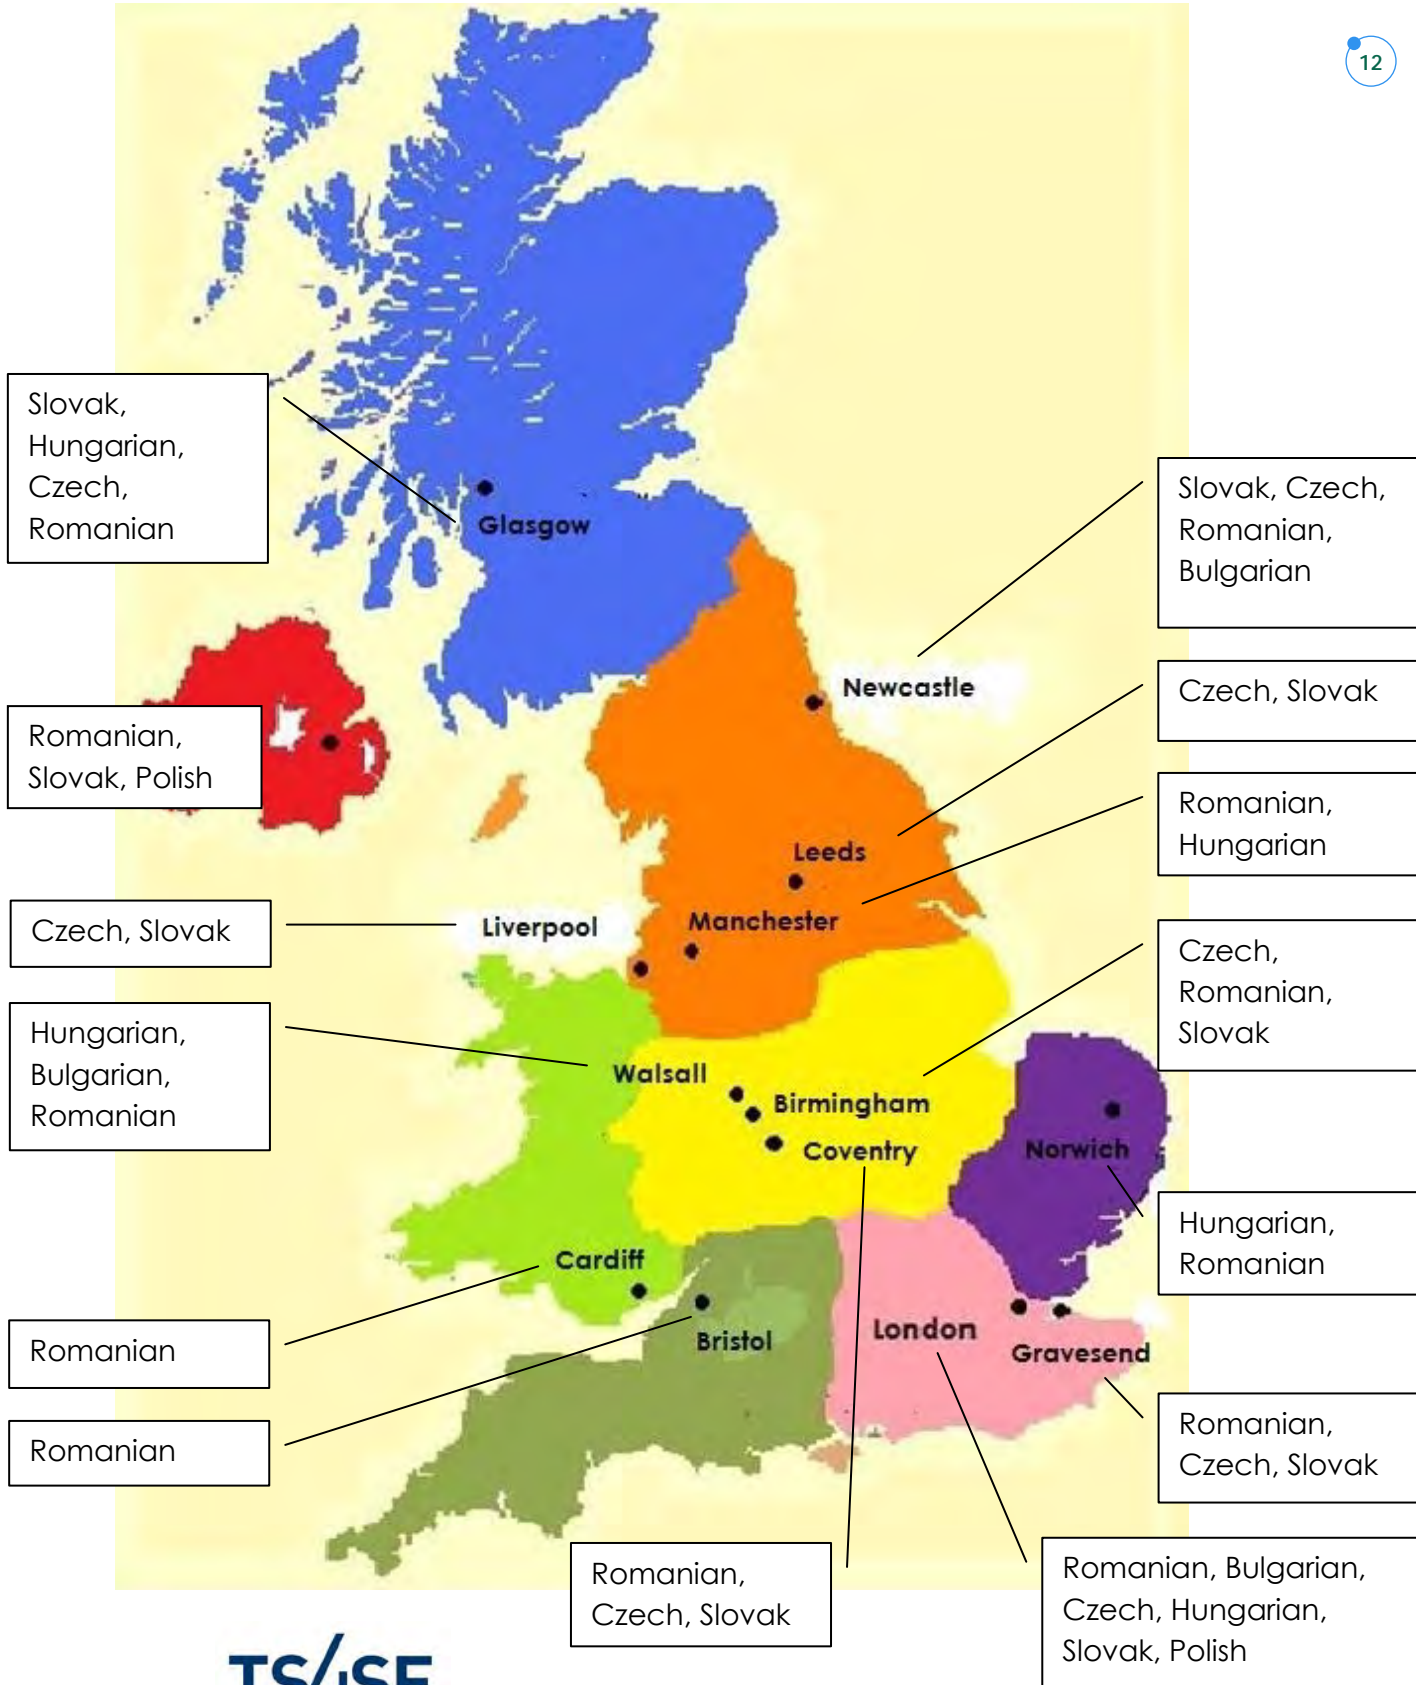 12
Slovak,
Hungarian,
Czech,
Romanian
Glasgow
Slovak, Czech,
Romanian,
Bulgarian
Newcastle
Czech, Slovak
Romanian,
Slovak, Polish
Romanian,
Hungarian
Leeds
Manchester
Liverpool
Czech, Slovak
Czech,
Romanian,
Slovak
Hungarian,
Bulgarian,
Romanian
Walsall
Birmingham
Coventry
Norwich
Hungarian,
Romanian
Cardiff
Romanian
Bristol
London
Gravesend
Romanian
Romanian,
Czech, Slovak
Romanian,
Czech, Slovak
Romanian, Bulgarian,
Czech, Hungarian,
Slovak, Polish